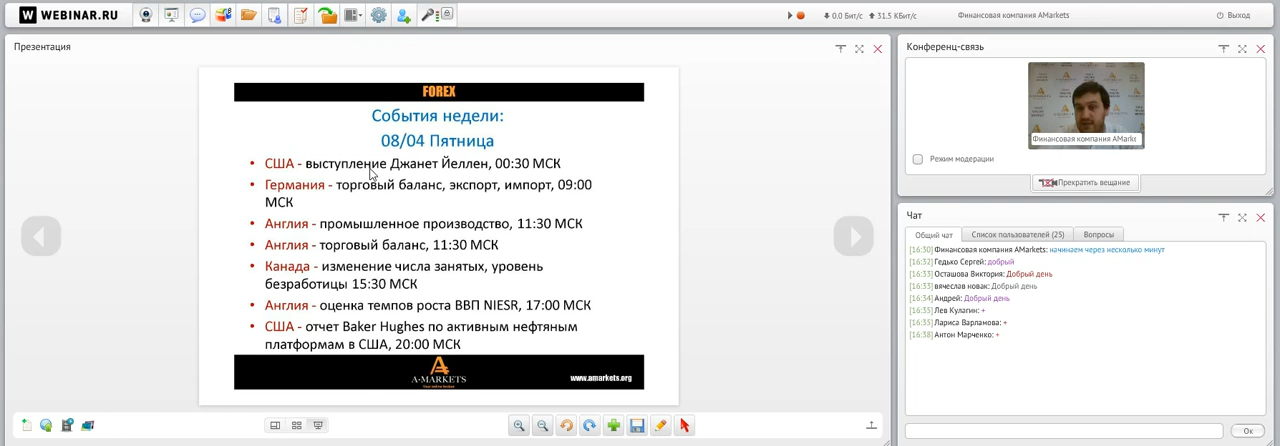 W WEBINAR.RU
0.0 Бит/с 31.5 КБит/с
Финансовая компания AMarkets
Выход
Презентация
FOREX
События недели:
08/04 Пятница
• США - выступление Джанет Йеллен, 00:30 МСК
• Германия - торговый баланс, экспорт, импорт, 09:00
МСК
• Англия - промышленное производство, 11:30 МСК
• Англия - торговый баланс, 11:30 МСК
• Канада - изменение числа занятых, уровень
безработицы 15:30 МСК
• Англия - оценка темпов роста ВВП NIESR, 17:00 МСК
• США - отчет Baker Hughes по активным нефтяным
платформам в США, 20:00 МСК
A-MARKETS
www.amarkets.org
Конференц-связь
Финансовая компания AMarke
Режим модерации
Прекратить вещание
Чат
Общий чат
Список пользователей (25)
Вопросы
[16:30] Финансовая компания AMarkets: начинаем через несколько минут
[16:32] Гедько Сергей: добрый
[16:33] Осташова Виктория: Добрый день
[16:33] вячеслав новак: Добрый день
[16:34] Андрей: Добрый день
[16:35] Лев Кулагин: +
[16:35] Лариса Варламова: +
[16:38] Антон Марченко: +
Ок